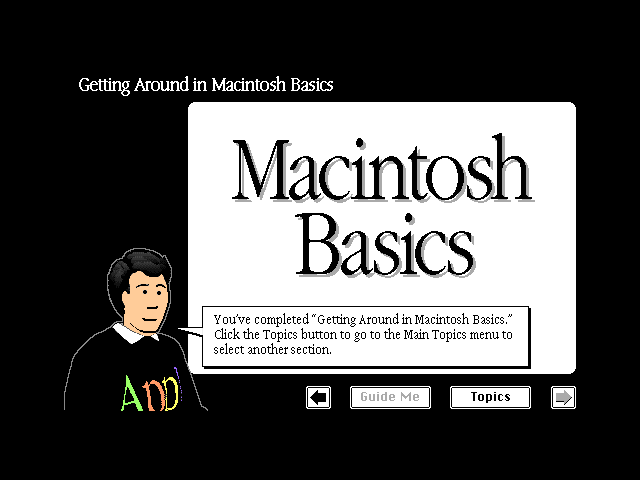 Getting Around in Macintosh Basics
Macintosh
Basics
You've completed “Getting Around in Macintosh Basics.”
Click the Topics button to go to the Main Topics menu to
select another section.
Appl
Guide Me
Topics